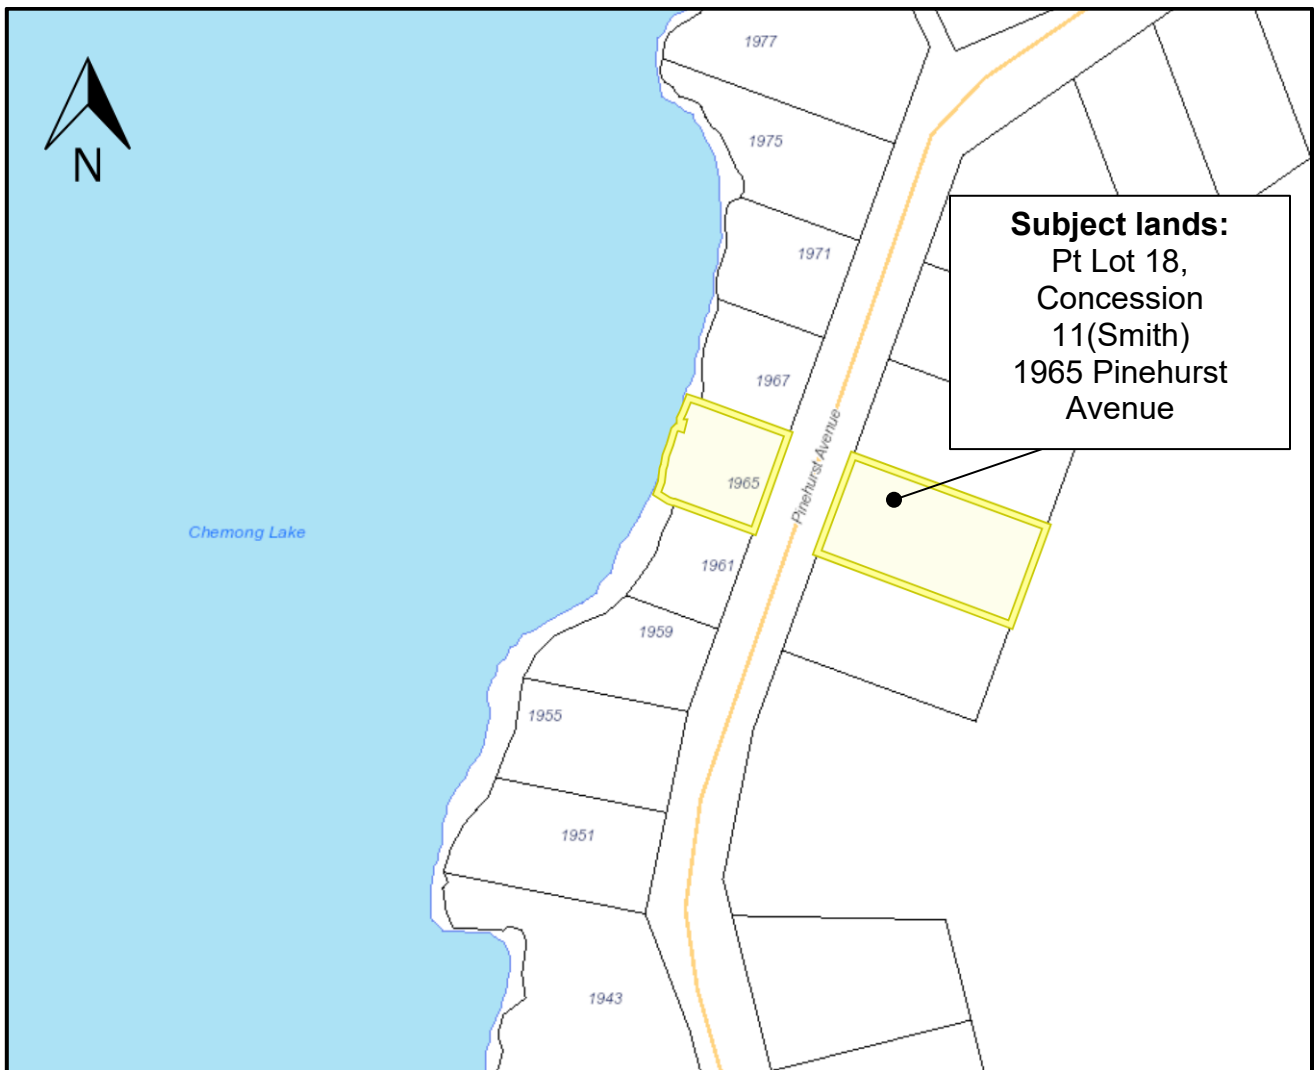 1977
N
1975
Subject lands:
Pt Lot 18,
Concession
11(Smith)
1965 Pinehurst
Avenue
1971
1967
Pinehurst Avenue
1965
Chemong Lake
1961
1959
1955
1951
1943